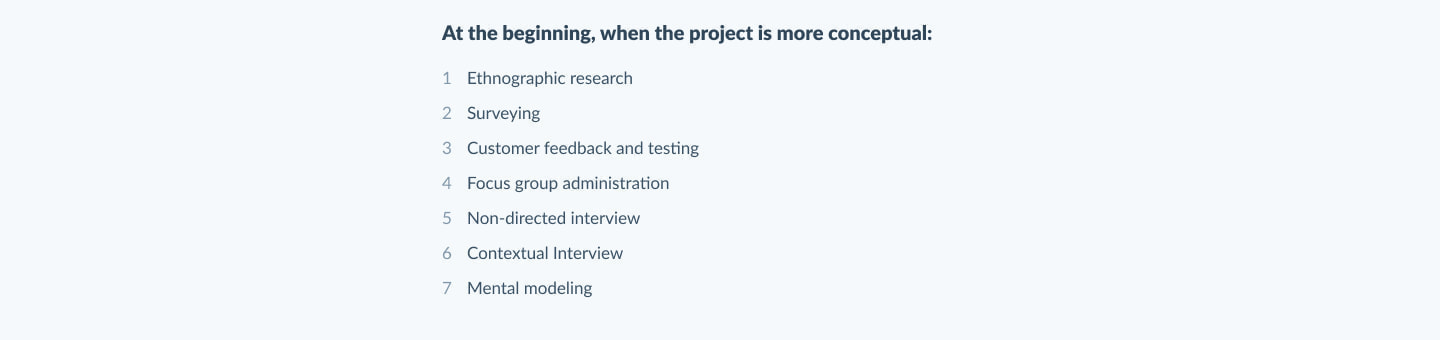 At the beginning, when the project is more conceptual:
1 Ethnographic research
2 Surveying
3 Customer feedback and testing
4 Focus group administration
5 Non-directed interview
6 Contextual Interview
7 Mental modeling